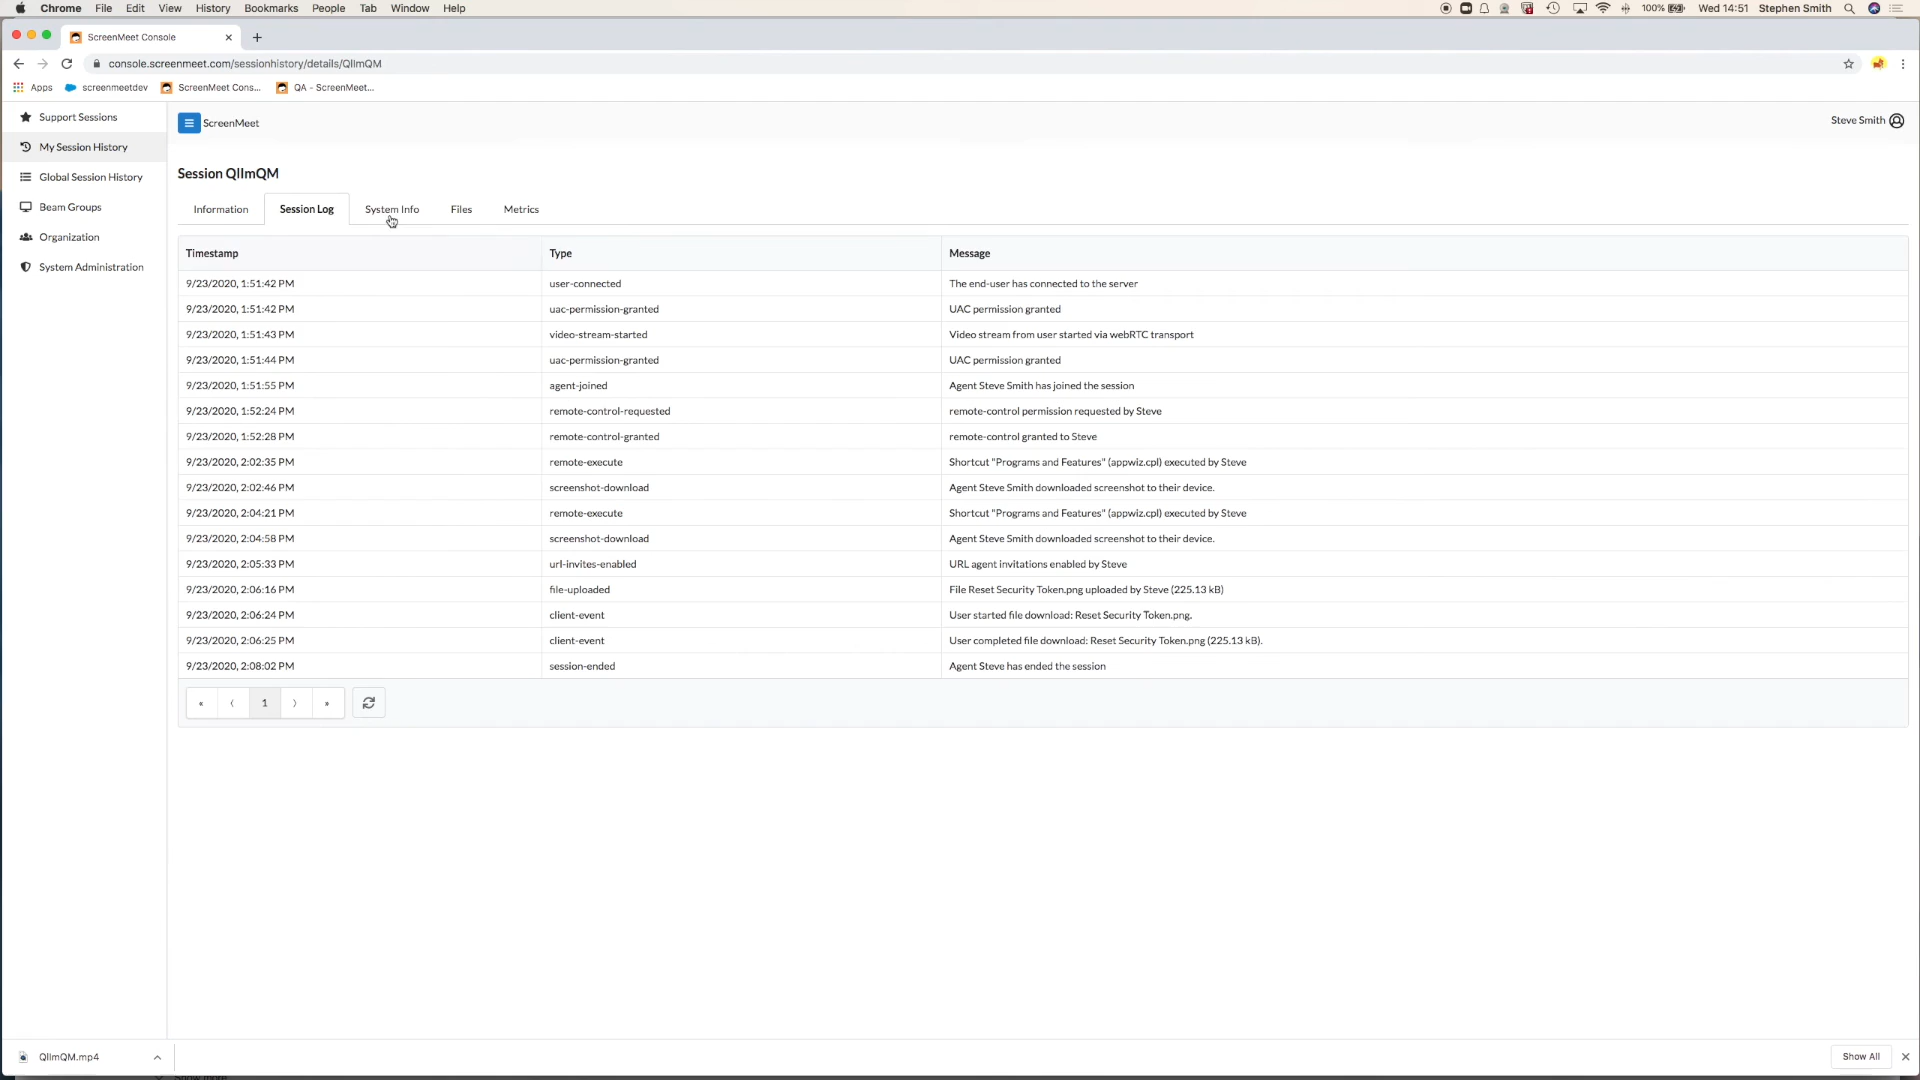 Chrome File Edit View History Bookmarks People Tab Window Help 100% Wed 14:51 Stephen Smith
ScreenMeet Console
console.screenmeet.com/sessionhistory/details/QIlmQM
Apps screenmeetdev ScreenMeet Cons... QA - ScreenMeet...
Support Sessions
My Session History
Global Session History
Beam Groups
Organization
System Administration
ScreenMeet Steve Smith
Session QIlmQM
Information Session Log System Info Files Metrics
Timestamp Type Message
9/23/2020, 1:51:42 PM user-connected The end-user has connected to the server
9/23/2020, 1:51:42 PM uac-permission-granted UAC permission granted
9/23/2020, 1:51:43 PM video-stream-started Video stream from user started via webRTC transport
9/23/2020, 1:51:44 PM uac-permission-granted UAC permission granted
9/23/2020, 1:51:55 PM agent-joined Agent Steve Smith has joined the session
9/23/2020, 1:52:24 PM remote-control-requested remote-control permission requested by Steve
9/23/2020, 1:52:28 PM remote-control-granted remote-control granted to Steve
9/23/2020, 2:02:35 PM remote-execute Shortcut "Programs and Features" (appwiz.cpl) executed by Steve
9/23/2020, 2:02:46 PM screenshot-download Agent Steve Smith downloaded screenshot to their device.
9/23/2020, 2:04:21 PM remote-execute Shortcut "Programs and Features" (appwiz.cpl) executed by Steve
9/23/2020, 2:04:58 PM screenshot-download Agent Steve Smith downloaded screenshot to their device.
9/23/2020, 2:05:33 PM url-invites-enabled URL agent invitations enabled by Steve
9/23/2020, 2:06:16 PM file-uploaded File Reset Security Token.png uploaded by Steve (225.13 kB)
9/23/2020, 2:06:24 PM client-event User started file download: Reset Security Token.png.
9/23/2020, 2:06:25 PM client-event User completed file download: Reset Security Token.png (225.13 kB).
9/23/2020, 2:08:02 PM session-ended Agent Steve has ended the session
« ‹ 1 › »
QIlmQM.mp4 Show All
Show more